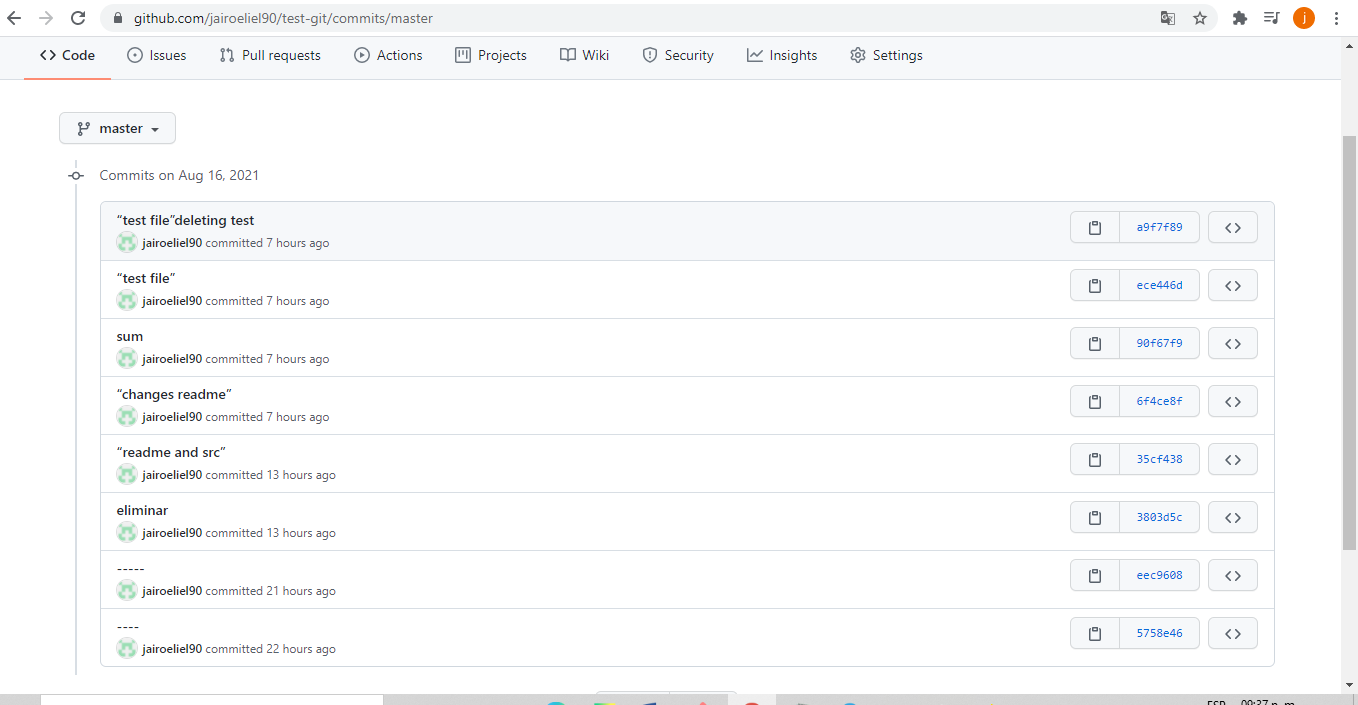 github.com/jairoeliel90/test-git/commits/master
j
Code
Issues
Pull requests
Actions
Projects
Wiki
Security
Insights
Settings
master
Commits on Aug 16, 2021
“test file”deleting test
jairoeliel90 committed 7 hours ago
a9f7f89
“test file”
jairoeliel90 committed 7 hours ago
ece446d
sum
jairoeliel90 committed 7 hours ago
90f67f9
“changes readme”
jairoeliel90 committed 7 hours ago
6f4ce8f
“readme and src”
jairoeliel90 committed 13 hours ago
35cf438
eliminar
jairoeliel90 committed 13 hours ago
3803d5c
-----
jairoeliel90 committed 21 hours ago
eec9608
----
jairoeliel90 committed 22 hours ago
5758e46